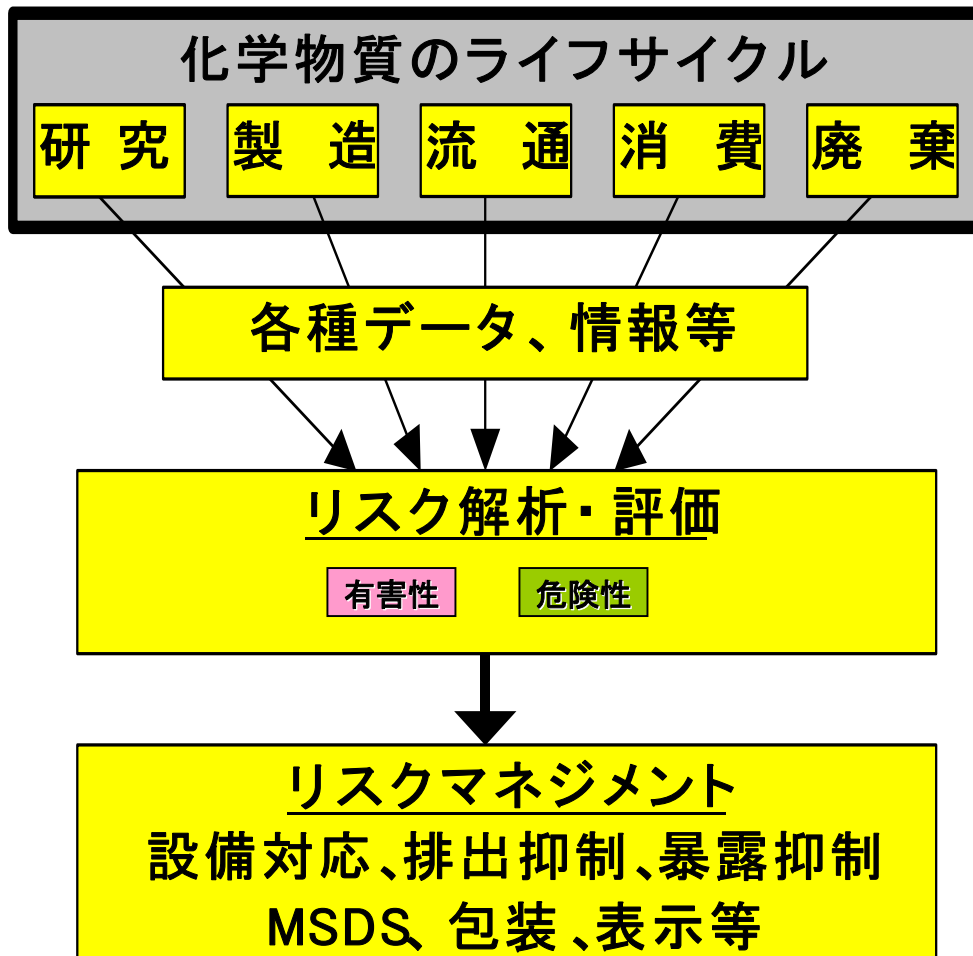 化学物質のライフサイクル
研究 製造 流通 消費 廃棄
各種データ、情報等
リスク解析・評価
有害性 危険性
リスクマネジメント
設備対応、排出抑制、暴露抑制
MSDS、包装、表示等